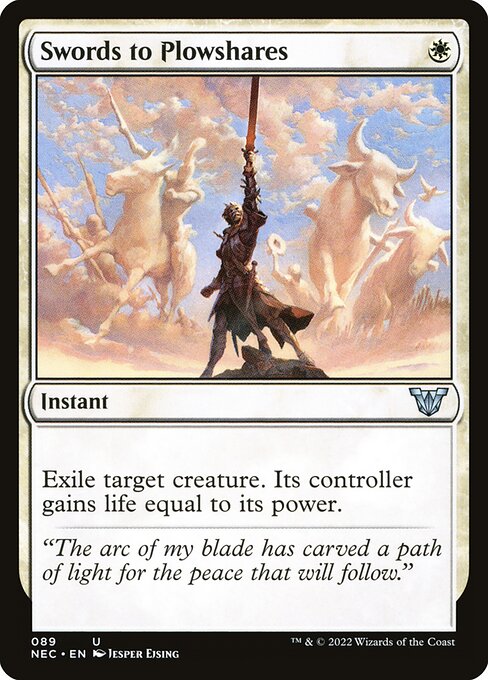 Swords to Plowshares
Instant
Exile target creature. Its controller
gains life equal to its power.
“The arc of my blade has carved a path
of light for the peace that will follow.”
089 U
NEC • EN Jesper Eising
™ & © 2022 Wizards of the Coast